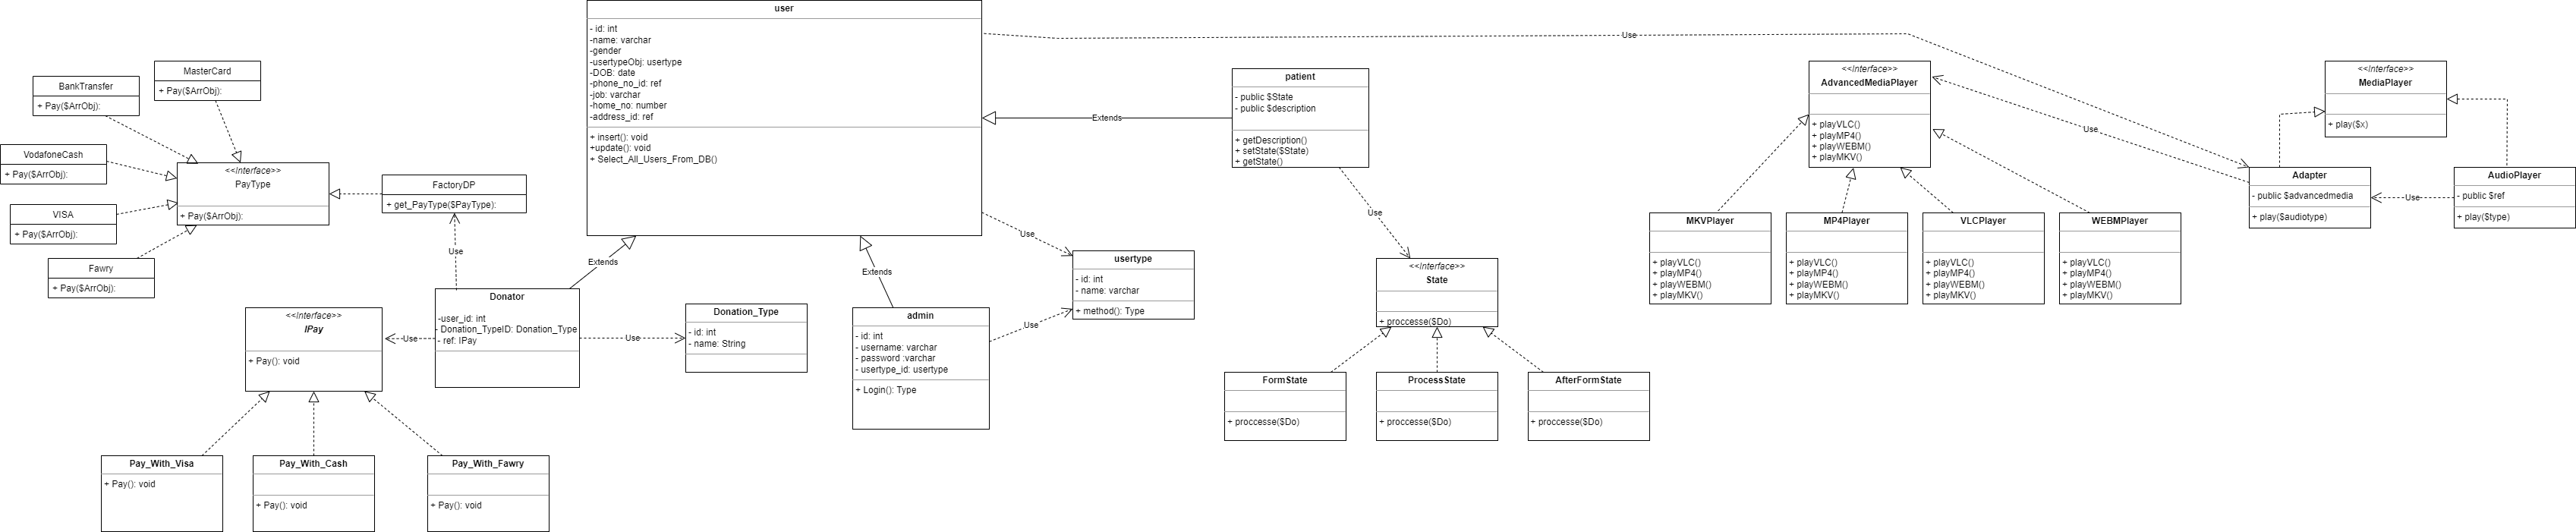 user
- id: int
-name: varchar
-gender
-usertypeObj: usertype
-DOB: date
-phone_no_id: ref
-job: varchar
-home_no: number
-address_id: ref
+ insert(): void
+update(): void
+ Select_All_Users_From_DB()
Use
MasterCard
+ Pay($ArrObj):
BankTransfer
+ Pay($ArrObj):
VodafoneCash
+ Pay($ArrObj):
VISA
+ Pay($ArrObj):
Fawry
+ Pay($ArrObj):
<<Interface>>
PayType
+ Pay($ArrObj):
FactoryDP
+ get_PayType($PayType):
Use
Extends
Extends
Extends
Use
Donator
-user_id: int
- Donation_TypeID: Donation_Type
- ref: IPay
Use
Use
<<Interface>>
IPay
+ Pay(): void
Pay_With_Visa
+ Pay(): void
Pay_With_Cash
+ Pay(): void
Pay_With_Fawry
+ Pay(): void
Donation_Type
- id: int
- name: String
admin
- id: int
- username: varchar
- password :varchar
- usertype_id: usertype
+ Login(): Type
Use
usertype
- id: int
- name: varchar
+ method(): Type
patient
- public $State
- public $description
+ getDescription()
+ setState($State)
+ getState()
Use
<<Interface>>
State
+ proccesse($Do)
FormState
+ proccesse($Do)
ProcessState
+ proccesse($Do)
AfterFormState
+ proccesse($Do)
<<Interface>>
AdvancedMediaPlayer
+ playVLC()
+ playMP4()
+ playWEBM()
+ playMKV()
MKVPlayer
+ playVLC()
+ playMP4()
+ playWEBM()
+ playMKV()
MP4Player
+ playVLC()
+ playMP4()
+ playWEBM()
+ playMKV()
VLCPlayer
+ playVLC()
+ playMP4()
+ playWEBM()
+ playMKV()
WEBMPlayer
+ playVLC()
+ playMP4()
+ playWEBM()
+ playMKV()
Use
<<Interface>>
MediaPlayer
+ play($x)
Adapter
- public $advancedmedia
+ play($audiotype)
Use
AudioPlayer
- public $ref
+ play($type)